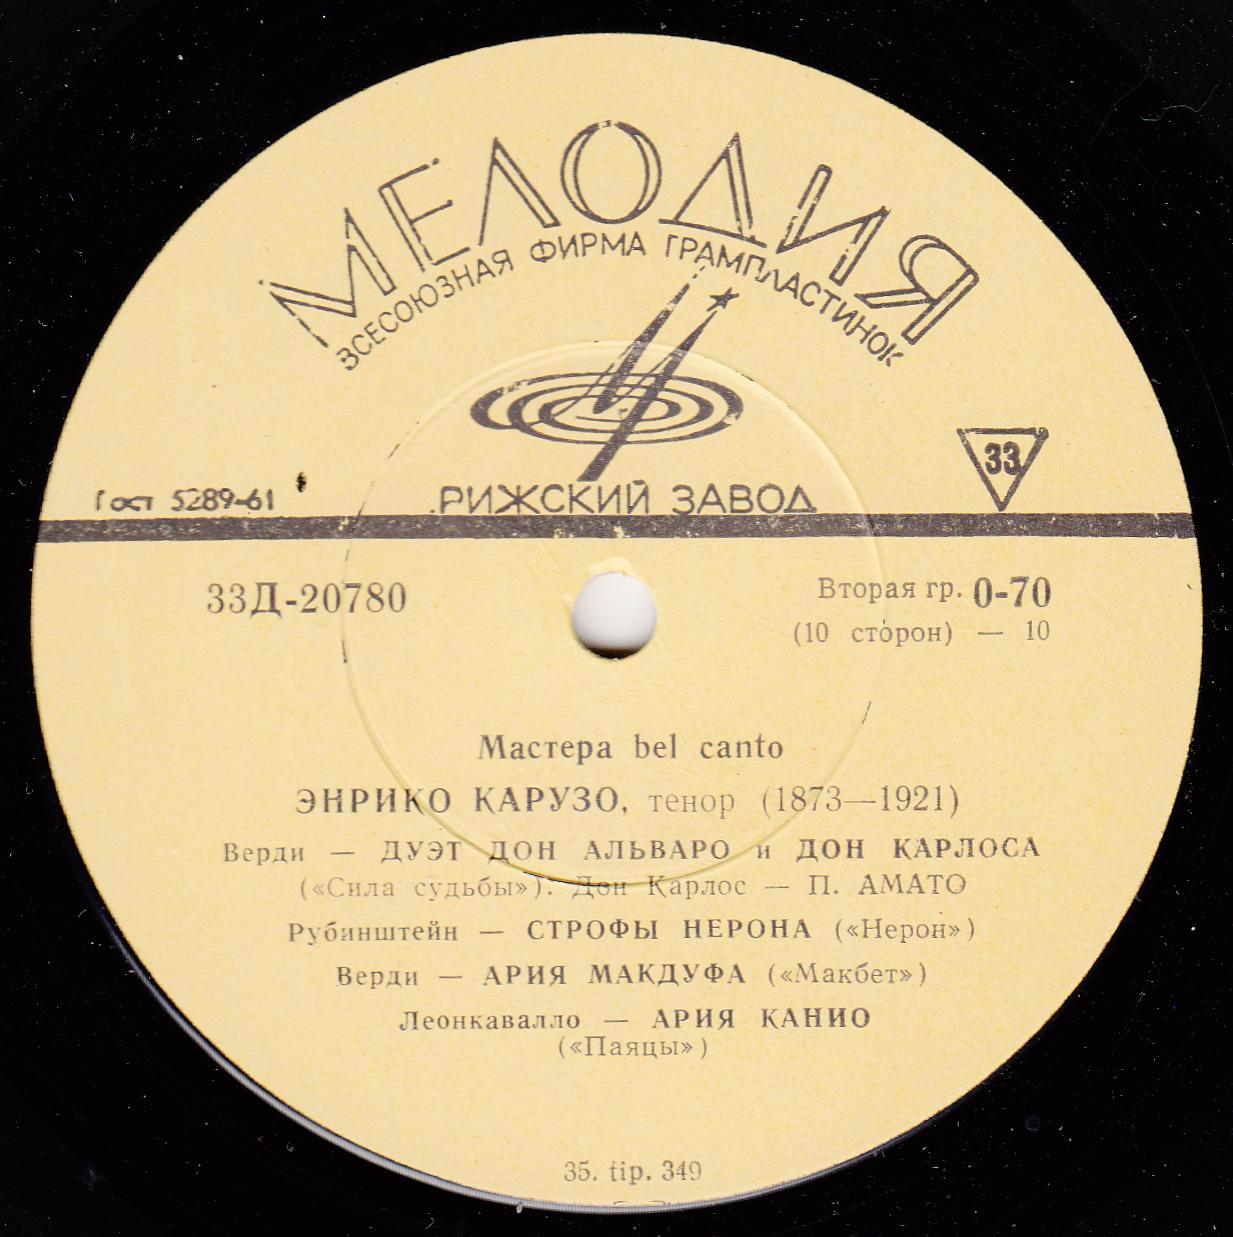 МЕЛОДИЯ
ВСЕСОЮЗНАЯ ФИРМА ГРАМПЛАСТИНОК
33
Гост 5289-61
РИЖСКИЙ ЗАВОД
33Д-20780
Вторая гр. 0-70
(10 сторон) — 10
Мастера bel canto
ЭНРИКО КАРУЗО, тенор (1873—1921)
Верди — ДУЭТ ДОН АЛЬВАРО и ДОН КАРЛОСА
(«Сила судьбы»). Дон Карлос — П. АМАТО
Рубинштейн — СТРОФЫ НЕРОНА («Нерон»)
Верди — АРИЯ МАКДУФА («Макбет»)
Леонкавалло — АРИЯ КАНИО
(«Паяцы»)
35. tip. 349